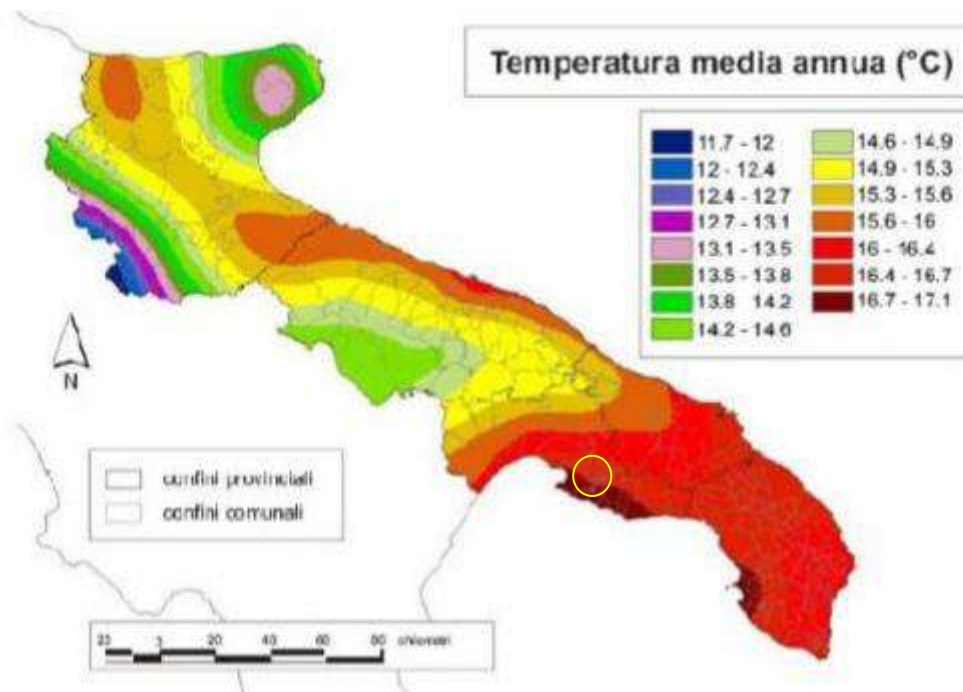 Temperatura media annua (°C)
11.7 - 12
12 - 12.4
12.4 - 12.7
12.7 - 13.1
13.1 - 13.5
13.5 - 13.8
13.8 14.2
14.2 - 14.6
14.6 - 14.9
14.9 - 15.3
15.3 - 15.6
15.6 - 16
16 - 16.4
16.4 - 16.7
16.7 - 17.1
N
confini provinciali
confini comunali
20 40 60 80 chilometri